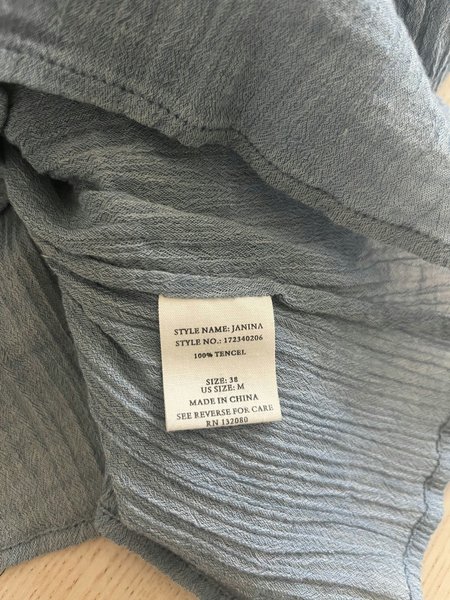 STYLE NAME: JANINA
STYLE NO.: 172340206
100% TENCEL
SIZE: 38
US SIZE: M
MADE IN CHINA
SEE REVERSE FOR CARE
RN 132080